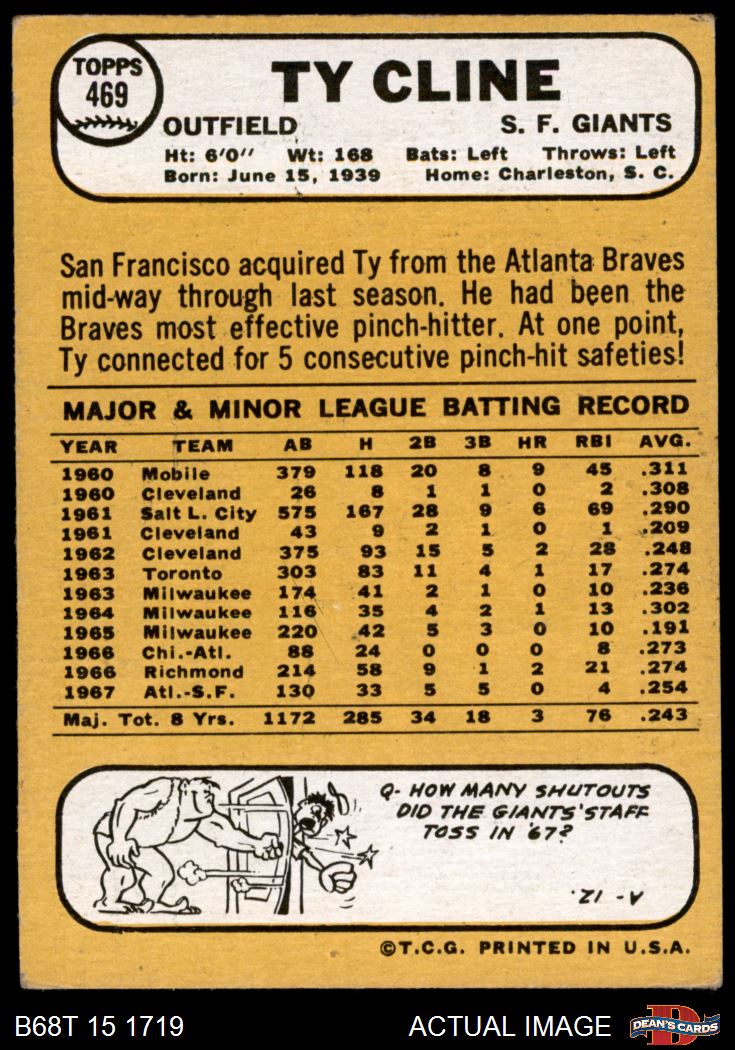 TOPPS
469
TY CLINE
OUTFIELD S. F. GIANTS
Ht: 6'0" Wt: 168 Bats: Left Throws: Left
Born: June 15, 1939 Home: Charleston, S. C.
San Francisco acquired Ty from the Atlanta Braves
mid-way through last season. He had been the
Braves most effective pinch-hitter. At one point,
Ty connected for 5 consecutive pinch-hit safeties!
MAJOR & MINOR LEAGUE BATTING RECORD
YEAR TEAM AB H 2B 3B HR RBI AVG.
1960 Mobile 379 118 20 8 9 45 .311
1960 Cleveland 26 8 1 1 0 2 .308
1961 Salt L. City 575 167 28 9 6 69 .290
1961 Cleveland 43 9 2 1 0 1 .209
1962 Cleveland 375 93 15 5 2 28 .248
1963 Toronto 303 83 11 4 1 17 .274
1963 Milwaukee 174 41 2 1 0 10 .236
1964 Milwaukee 116 35 4 2 1 13 .302
1965 Milwaukee 220 42 5 3 0 10 .191
1966 Chi.-Atl. 88 24 0 0 0 8 .273
1966 Richmond 214 58 9 1 2 21 .274
1967 Atl.-S.F. 130 33 5 5 0 4 .254
Maj. Tot. 8 Yrs. 1172 285 34 18 3 76 .243
Q- HOW MANY SHUTOUTS
DID THE GIANTS' STAFF
TOSS IN '67?
A- 12.
©T.C.G. PRINTED IN U.S.A.
B68T 15 1719 ACTUAL IMAGE
D
DEAN'S CARDS